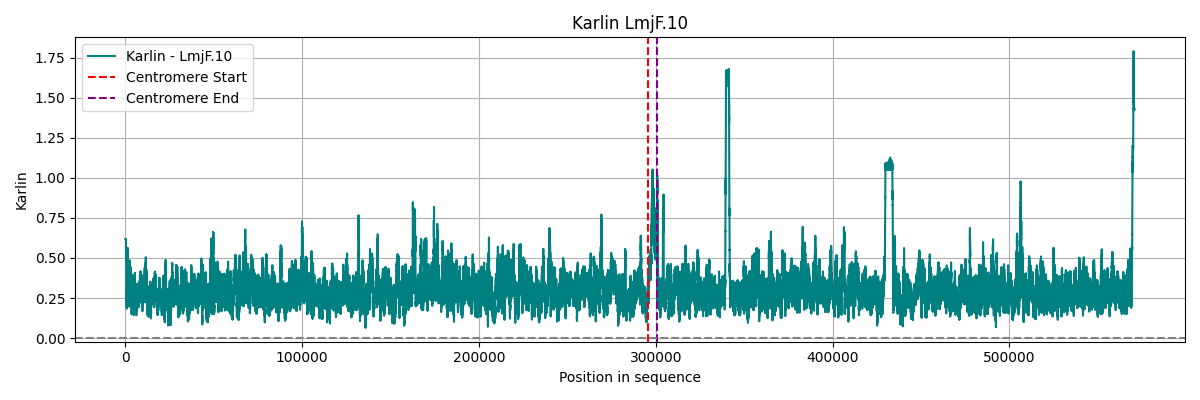 Karlin LmjF.10
Karlin - LmjF.10
Centromere Start
Centromere End
Karlin
1.75
1.50
1.25
1.00
0.75
0.50
0.25
0.00
0 100000 200000 300000 400000 500000
Position in sequence